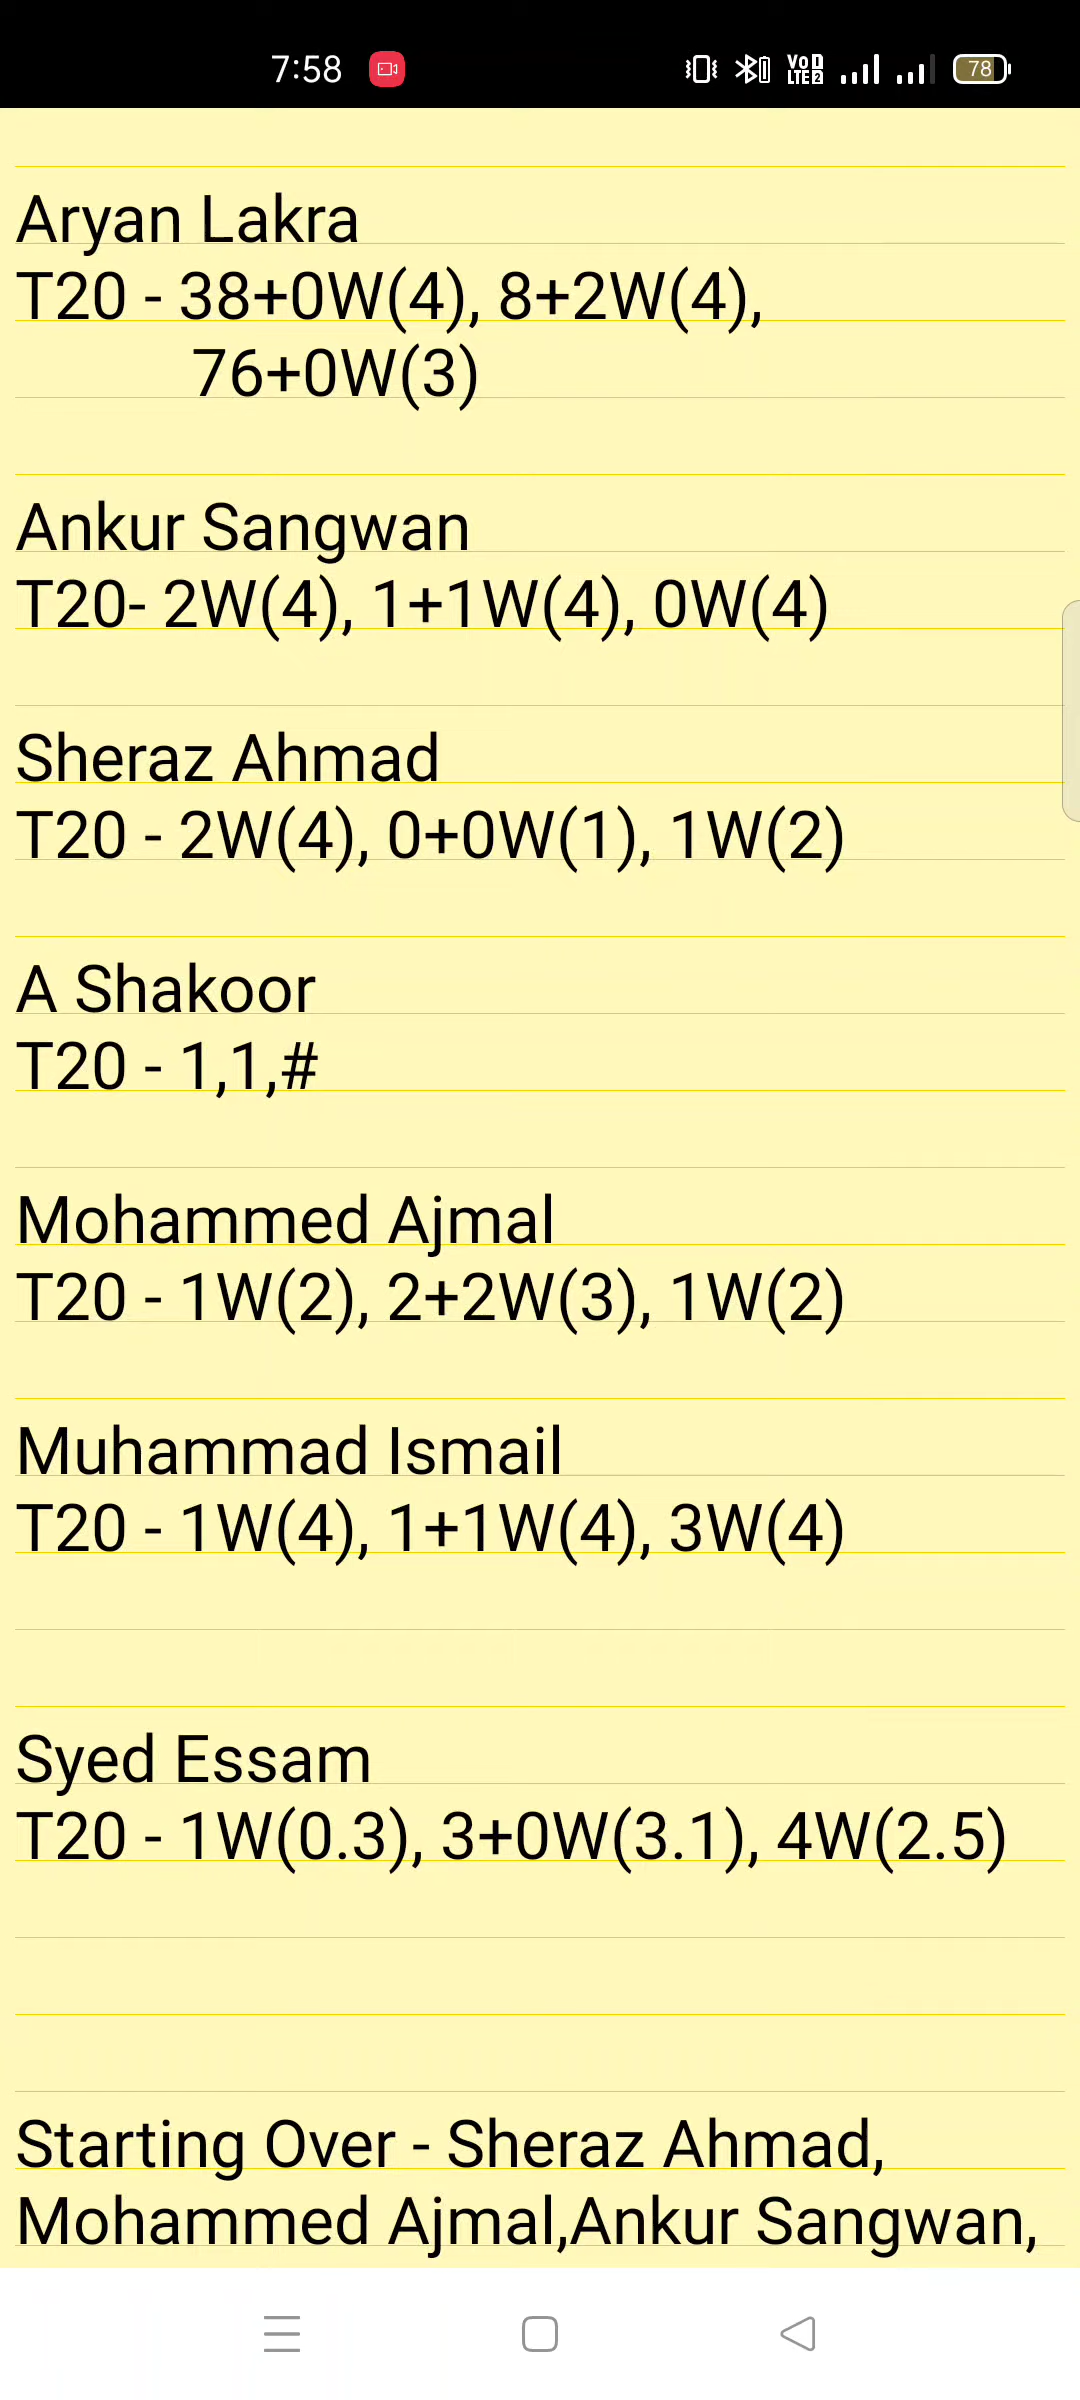 7:58
Vo 1
LTE 2
78
Aryan Lakra
T20 - 38+0W(4), 8+2W(4),
76+0W(3)
Ankur Sangwan
T20- 2W(4), 1+1W(4), 0W(4)
Sheraz Ahmad
T20 - 2W(4), 0+0W(1), 1W(2)
A Shakoor
T20 - 1,1,#
Mohammed Ajmal
T20 - 1W(2), 2+2W(3), 1W(2)
Muhammad Ismail
T20 - 1W(4), 1+1W(4), 3W(4)
Syed Essam
T20 - 1W(0.3), 3+0W(3.1), 4W(2.5)
Starting Over - Sheraz Ahmad,
Mohammed Ajmal,Ankur Sangwan,